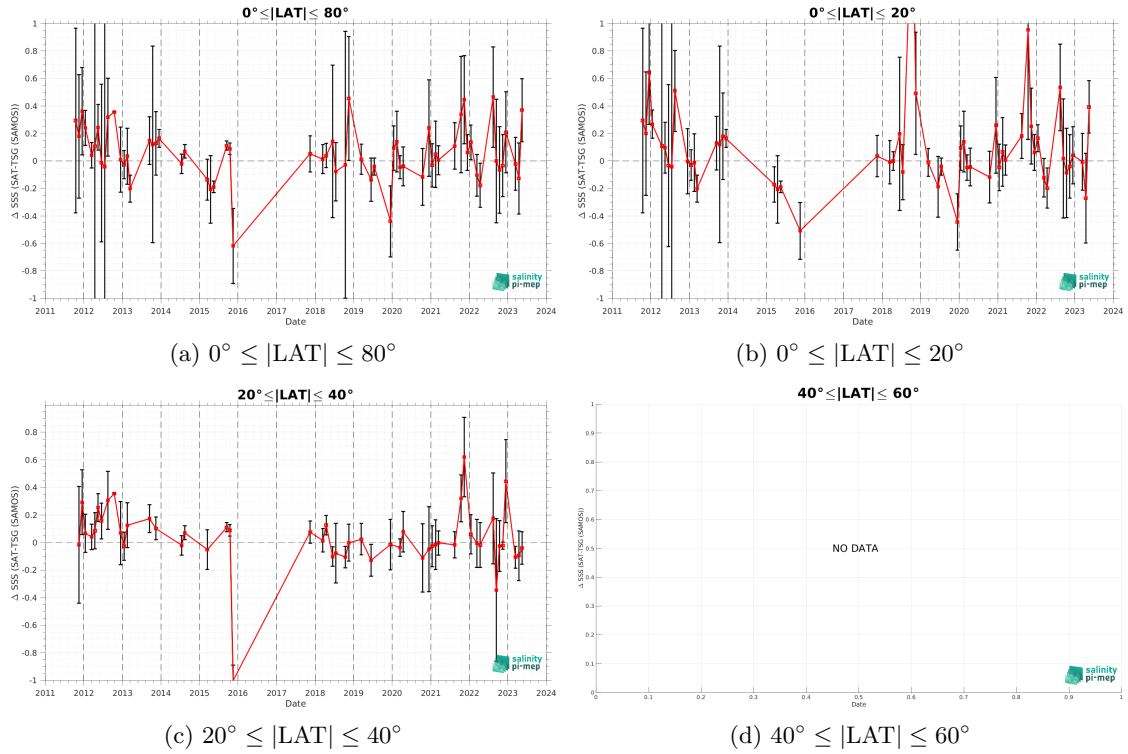 0°≤|LAT|≤ 80°
Δ SSS (SAT-TSG (SAMOS))
1
0.8
0.6
0.4
0.2
0
-0.2
-0.4
-0.6
-0.8
-1
2011 2012 2013 2014 2015 2016 2017 2018 2019 2020 2021 2022 2023 2024
Date
salinity
pi-mep
(a) 0° ≤ |LAT| ≤ 80°
0°≤|LAT|≤ 20°
Δ SSS (SAT-TSG (SAMOS))
1
0.8
0.6
0.4
0.2
0
-0.2
-0.4
-0.6
-0.8
-1
2011 2012 2013 2014 2015 2016 2017 2018 2019 2020 2021 2022 2023 2024
Date
salinity
pi-mep
(b) 0° ≤ |LAT| ≤ 20°
20°≤|LAT|≤ 40°
Δ SSS (SAT-TSG (SAMOS))
0.8
0.6
0.4
0.2
0
-0.2
-0.4
-0.6
-0.8
-1
2011 2012 2013 2014 2015 2016 2017 2018 2019 2020 2021 2022 2023 2024
Date
salinity
pi-mep
(c) 20° ≤ |LAT| ≤ 40°
40°≤|LAT|≤ 60°
Δ SSS (SAT-TSG (SAMOS))
1
0.9
0.8
0.7
0.6
0.5
0.4
0.3
0.2
0.1
0
NO DATA
0 0.1 0.2 0.3 0.4 0.5 0.6 0.7 0.8 0.9 1
Date
salinity
pi-mep
(d) 40° ≤ |LAT| ≤ 60°